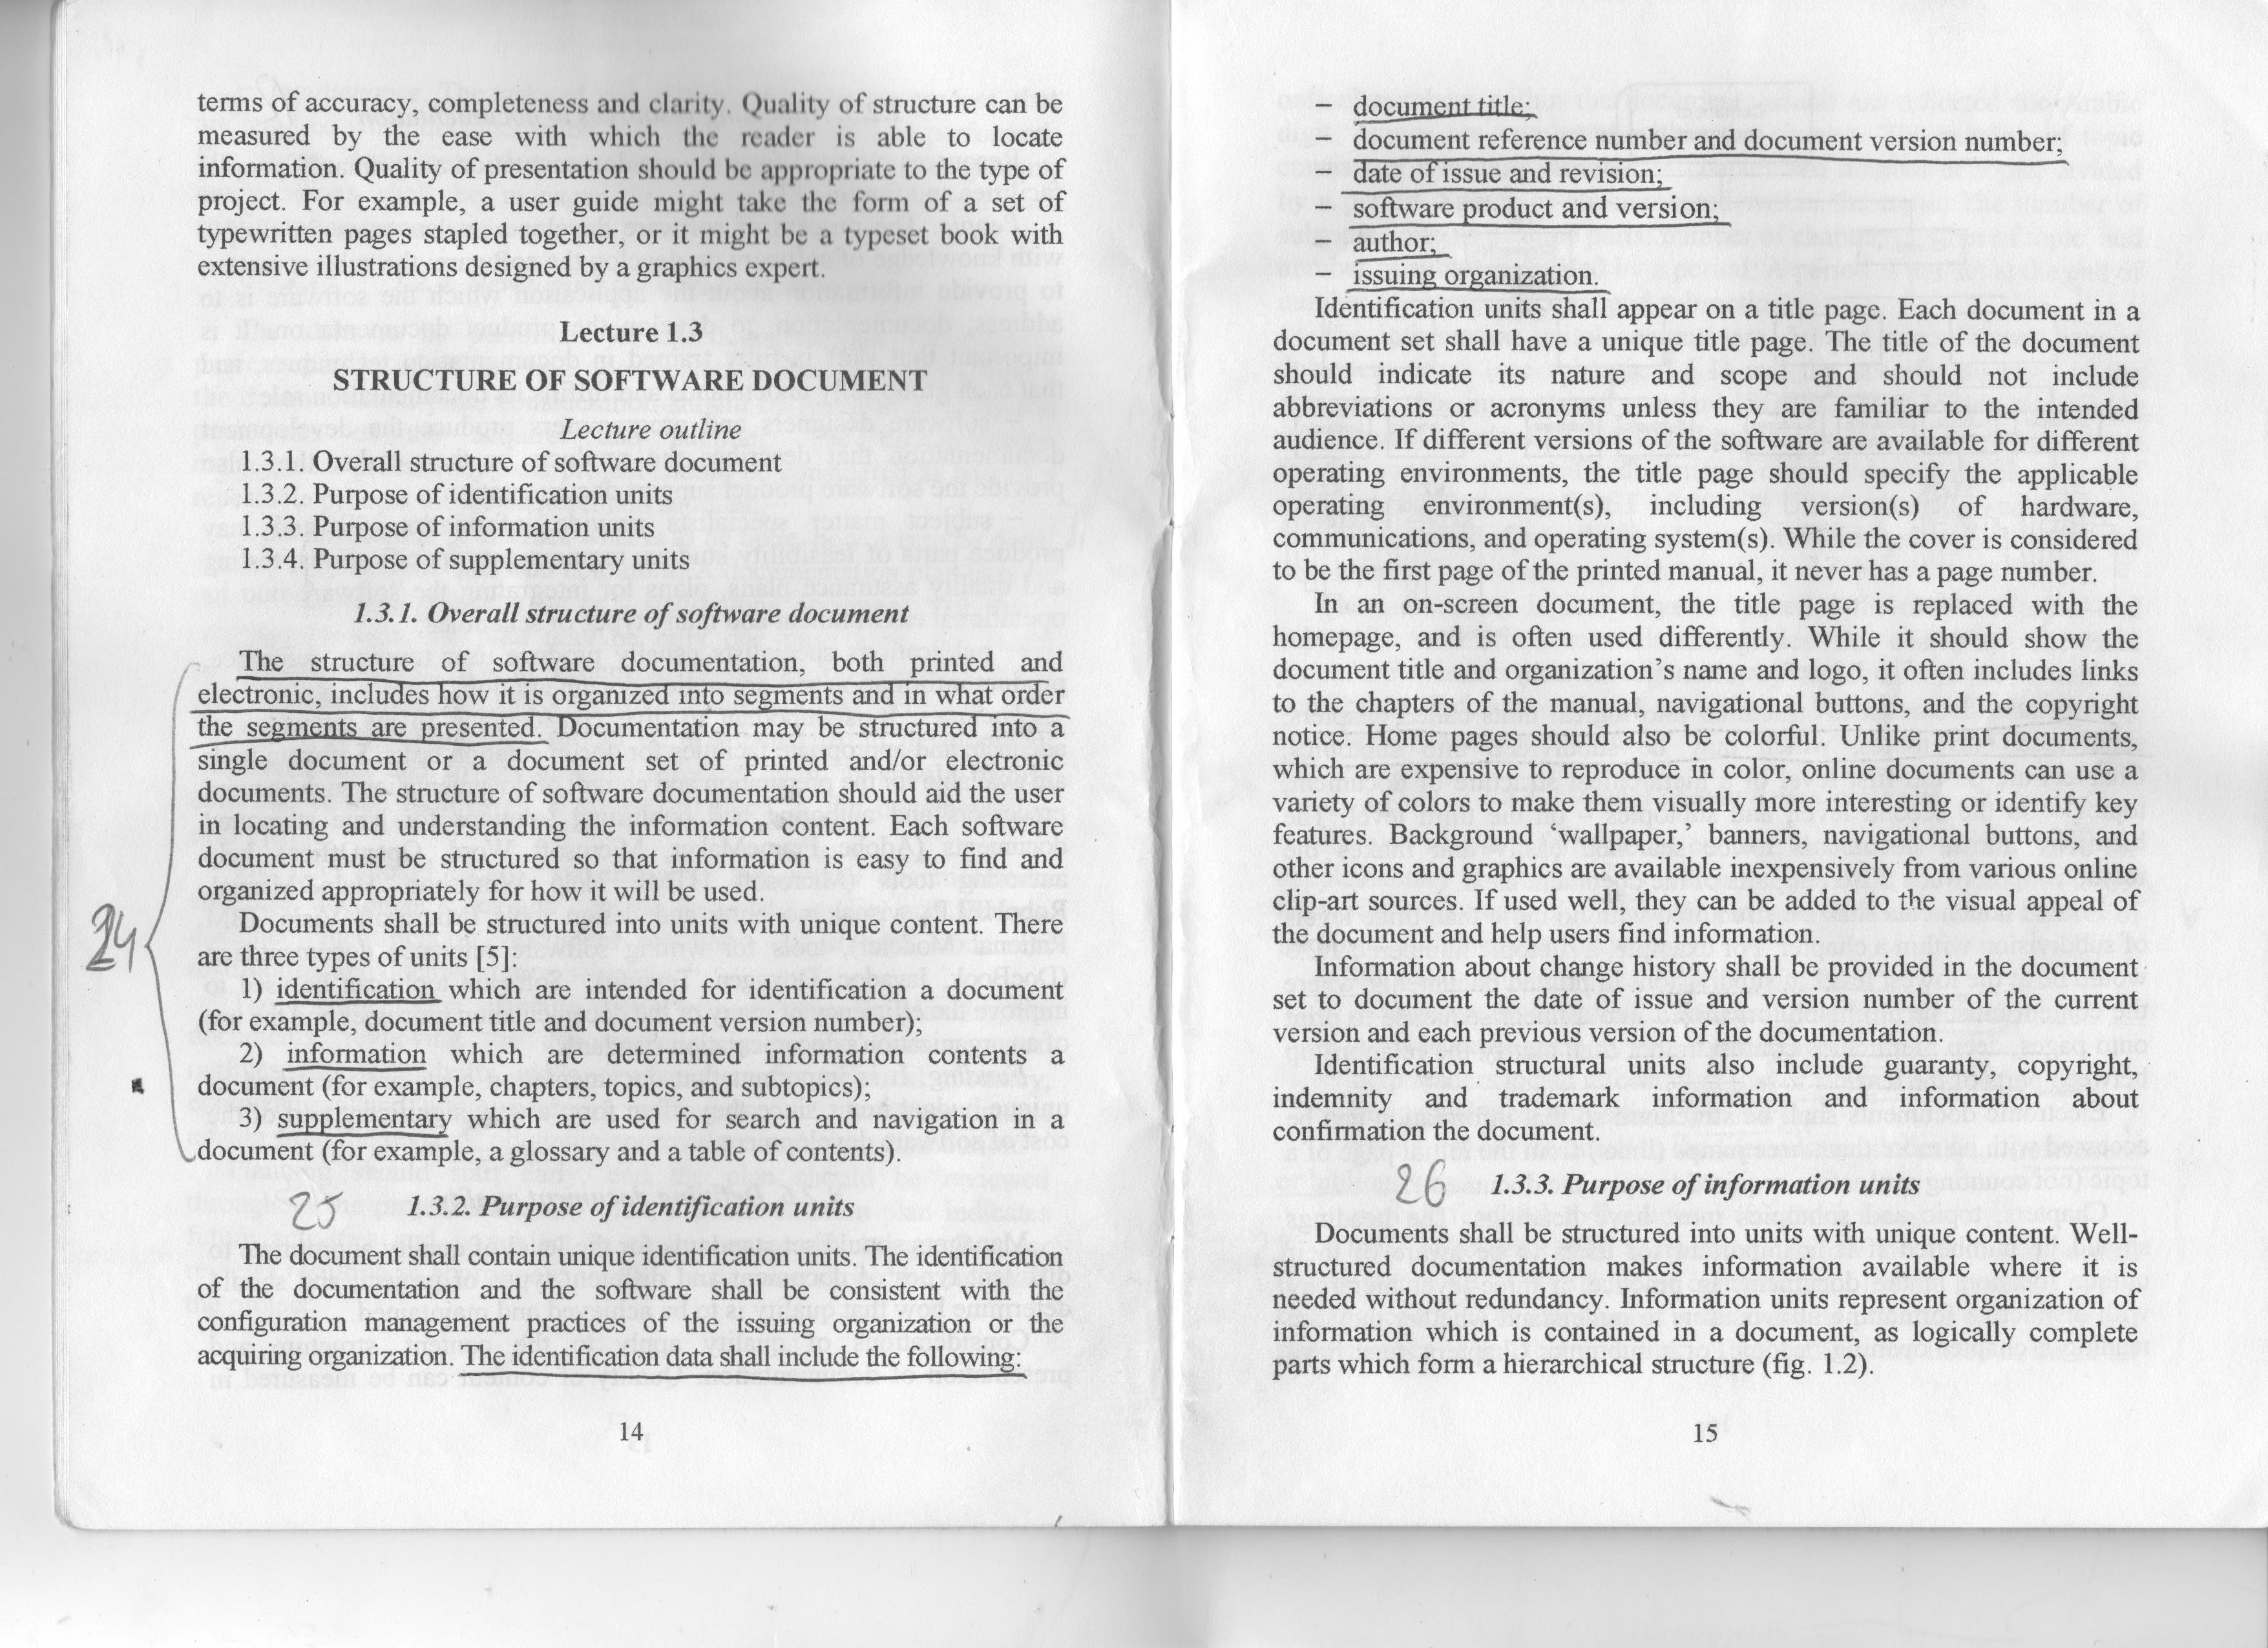 terms of accuracy, completeness and clarity. Quality of structure can be
measured by the ease with which the reader is able to locate
information. Quality of presentation should be appropriate to the type of
project. For example, a user guide might take the form of a set of
typewritten pages stapled together, or it might be a typeset book with
extensive illustrations designed by a graphics expert.
Lecture 1.3
STRUCTURE OF SOFTWARE DOCUMENT
Lecture outline
1.3.1. Overall structure of software document
1.3.2. Purpose of identification units
1.3.3. Purpose of information units
1.3.4. Purpose of supplementary units
1.3.1. Overall structure of software document
The structure of software documentation, both printed and
electronic, includes how it is organized into segments and in what order
the segments are presented. Documentation may be structured into a
single document or a document set of printed and/or electronic
documents. The structure of software documentation should aid the user
in locating and understanding the information content. Each software
document must be structured so that information is easy to find and
organized appropriately for how it will be used.
24
Documents shall be structured into units with unique content. There
are three types of units [5]:
1) identification which are intended for identification a document
(for example, document title and document version number);
2) information which are determined information contents a
document (for example, chapters, topics, and subtopics);
3) supplementary which are used for search and navigation in a
document (for example, a glossary and a table of contents).
25 1.3.2. Purpose of identification units
The document shall contain unique identification units. The identification
of the documentation and the software shall be consistent with the
configuration management practices of the issuing organization or the
acquiring organization. The identification data shall include the following:
14
– document title;
– document reference number and document version number;
– date of issue and revision;
– software product and version;
– author;
– issuing organization.
Identification units shall appear on a title page. Each document in a
document set shall have a unique title page. The title of the document
should indicate its nature and scope and should not include
abbreviations or acronyms unless they are familiar to the intended
audience. If different versions of the software are available for different
operating environments, the title page should specify the applicable
operating environment(s), including version(s) of hardware,
communications, and operating system(s). While the cover is considered
to be the first page of the printed manual, it never has a page number.
In an on-screen document, the title page is replaced with the
homepage, and is often used differently. While it should show the
document title and organization’s name and logo, it often includes links
to the chapters of the manual, navigational buttons, and the copyright
notice. Home pages should also be colorful. Unlike print documents,
which are expensive to reproduce in color, online documents can use a
variety of colors to make them visually more interesting or identify key
features. Background ‘wallpaper,’ banners, navigational buttons, and
other icons and graphics are available inexpensively from various online
clip-art sources. If used well, they can be added to the visual appeal of
the document and help users find information.
Information about change history shall be provided in the document
set to document the date of issue and version number of the current
version and each previous version of the documentation.
Identification structural units also include guaranty, copyright,
indemnity and trademark information and information about
confirmation the document.
26 1.3.3. Purpose of information units
Documents shall be structured into units with unique content. Well-
structured documentation makes information available where it is
needed without redundancy. Information units represent organization of
information which is contained in a document, as logically complete
parts which form a hierarchical structure (fig. 1.2).
15